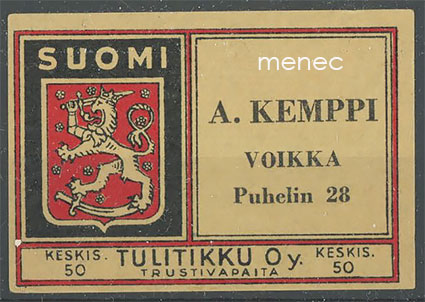 SUOMI
menec
A. KEMPPI
VOIKKA
Puhelin 28
KESKIS. 50
TULITIKKU Oy.
TRUSTIVAPAITA
KESKIS. 50